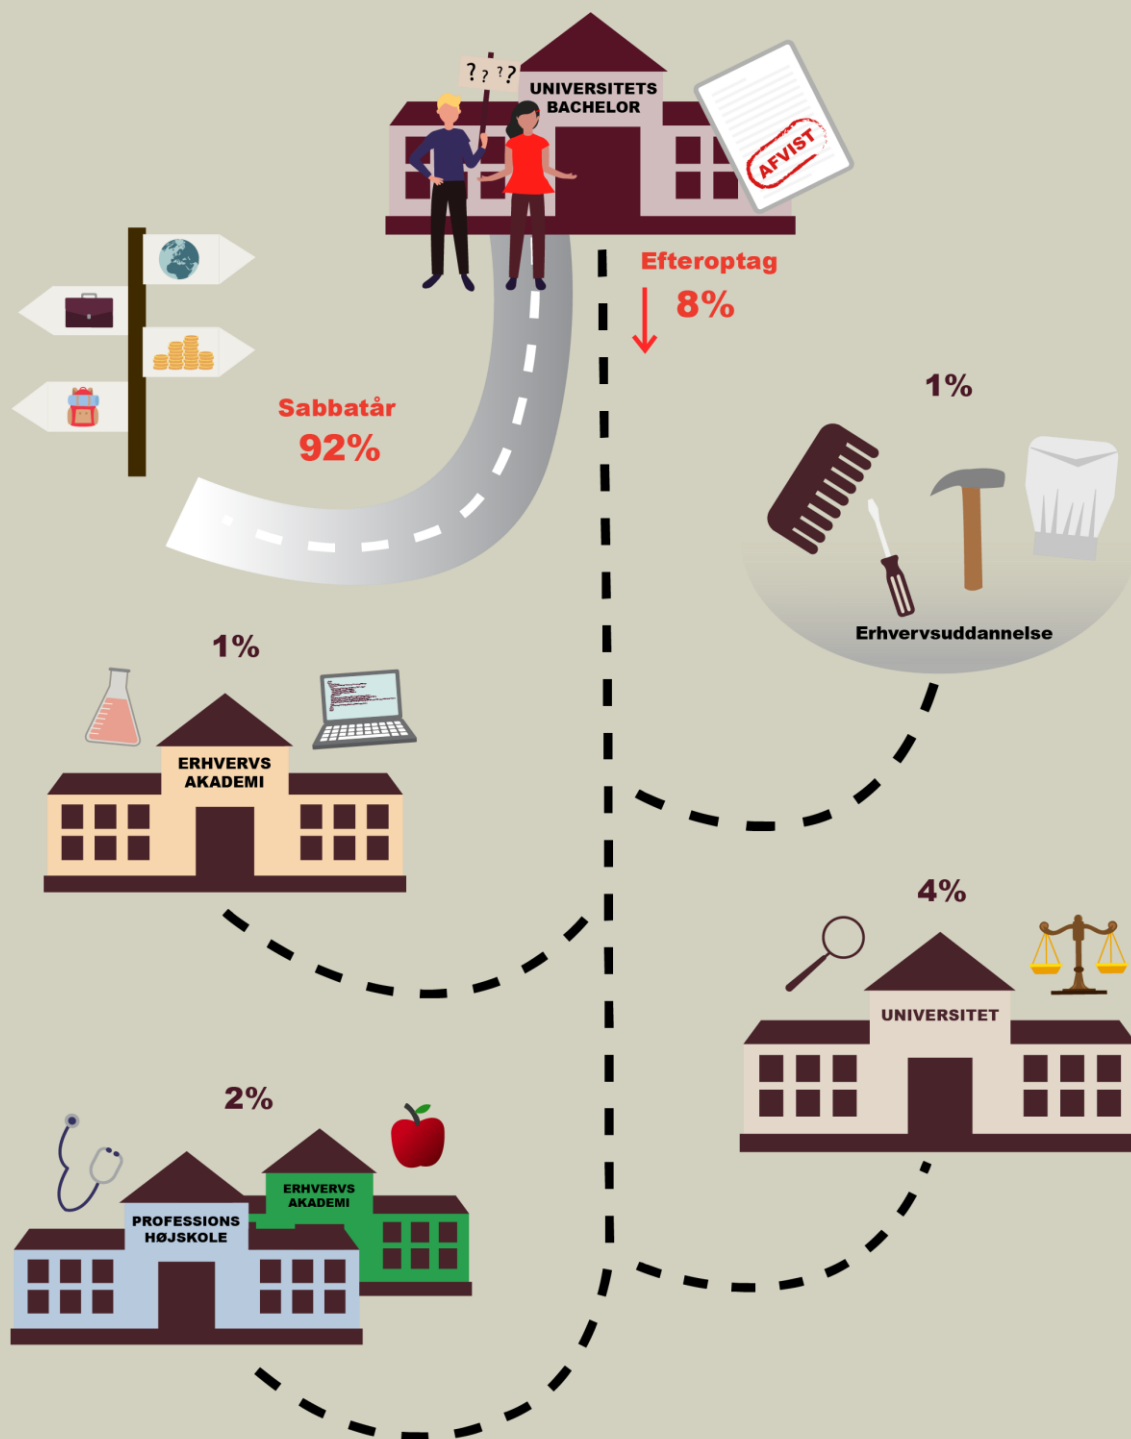 ? ? ? ?
UNIVERSITETS
BACHELOR
AFVIST
Efteroptag
8%
Sabbatår
92%
1%
Erhvervsuddannelse
1%
ERHVERVS
AKADEMI
4%
UNIVERSITET
2%
ERHVERVS
AKADEMI
PROFESSIONS
HØJSKOLE